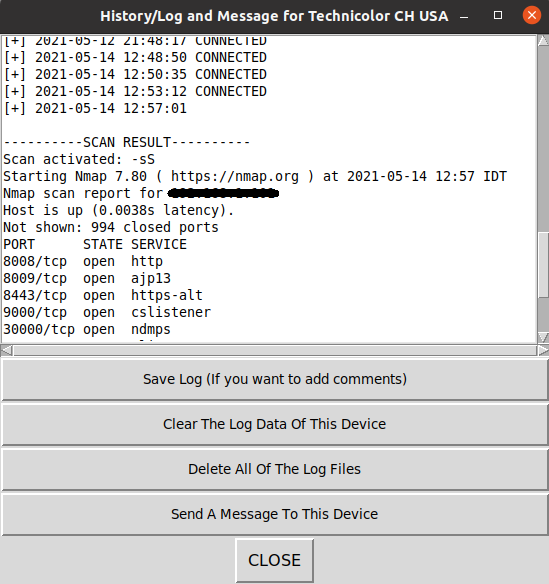 History/Log and Message for Technicolor CH USA
[+] 2021-05-12 21:48:17 CONNECTED
[+] 2021-05-14 12:48:50 CONNECTED
[+] 2021-05-14 12:50:35 CONNECTED
[+] 2021-05-14 12:53:12 CONNECTED
[+] 2021-05-14 12:57:01
----------SCAN RESULT----------
Scan activated: -sS
Starting Nmap 7.80 ( https://nmap.org ) at 2021-05-14 12:57 IDT
Nmap scan report for
Host is up (0.0038s latency).
Not shown: 994 closed ports
PORT STATE SERVICE
8008/tcp open http
8009/tcp open ajp13
8443/tcp open https-alt
9000/tcp open cslistener
30000/tcp open ndmps
Save Log (If you want to add comments)
Clear The Log Data Of This Device
Delete All Of The Log Files
Send A Message To This Device
CLOSE